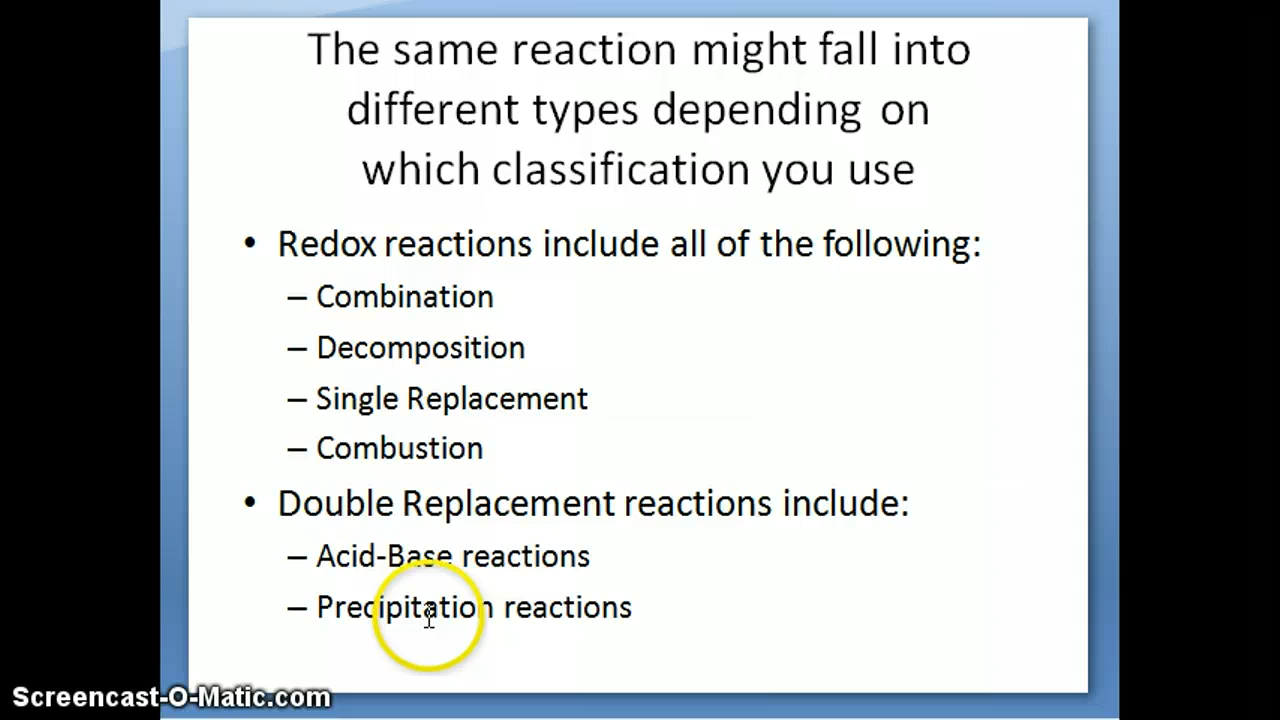 The same reaction might fall into
different types depending on
which classification you use
• Redox reactions include all of the following:
– Combination
– Decomposition
– Single Replacement
– Combustion
• Double Replacement reactions include:
– Acid-Base reactions
– Precipitation reactions
Screencast-O-Matic.com